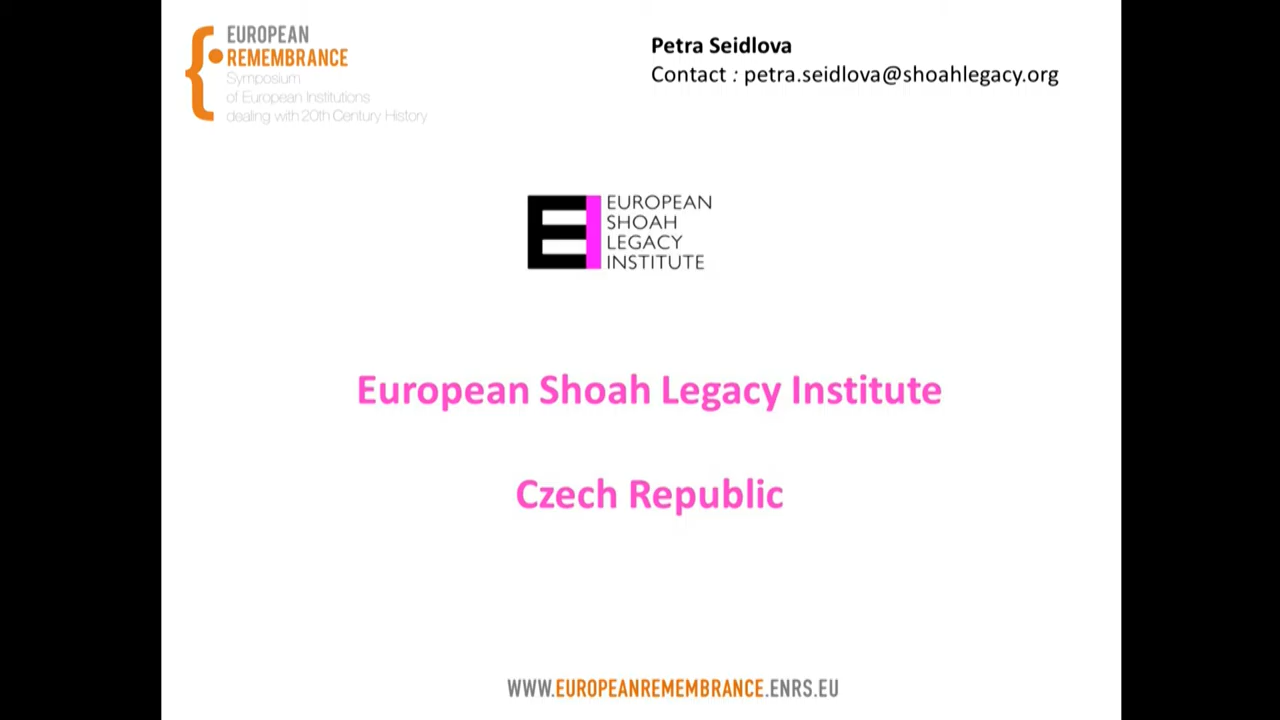 EUROPEAN
REMEMBRANCE
Symposium
of European Institutions
dealing with 20th Century History
Petra Seidlova
Contact : petra.seidlova@shoahlegacy.org
EUROPEAN
SHOAH
LEGACY
INSTITUTE
European Shoah Legacy Institute
Czech Republic
WWW.EUROPEANREMEMBRANCE.ENRS.EU